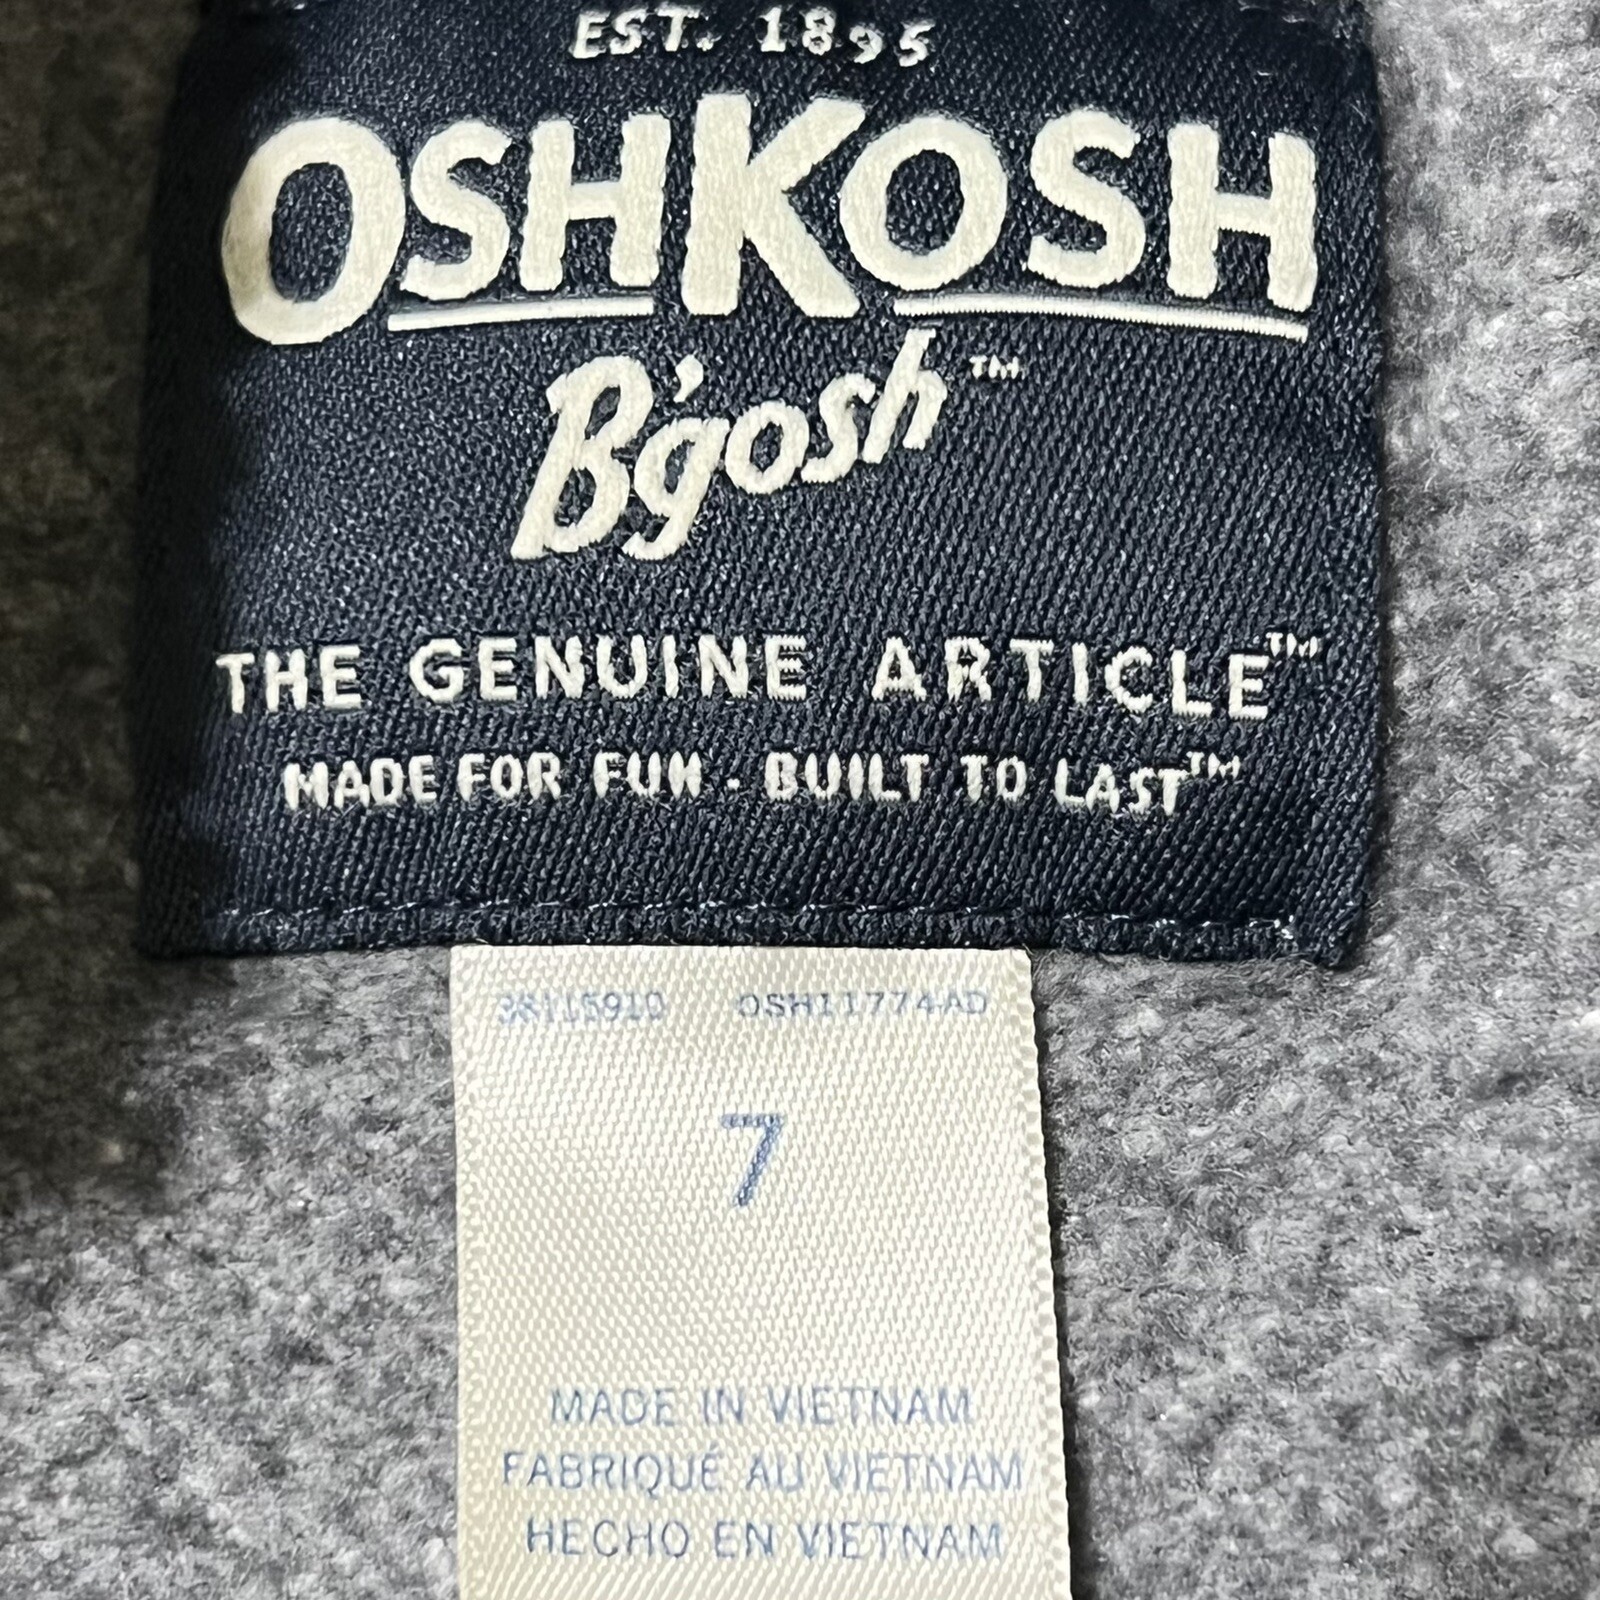 EST. 1895
OSHKOSH
B'gosh™
THE GENUINE ARTICLE™
MADE FOR FUN · BUILT TO LAST™
OSH11774AD
7
MADE IN VIETNAM
FABRIQUÉ AU VIETNAM
HECHO EN VIETNAM